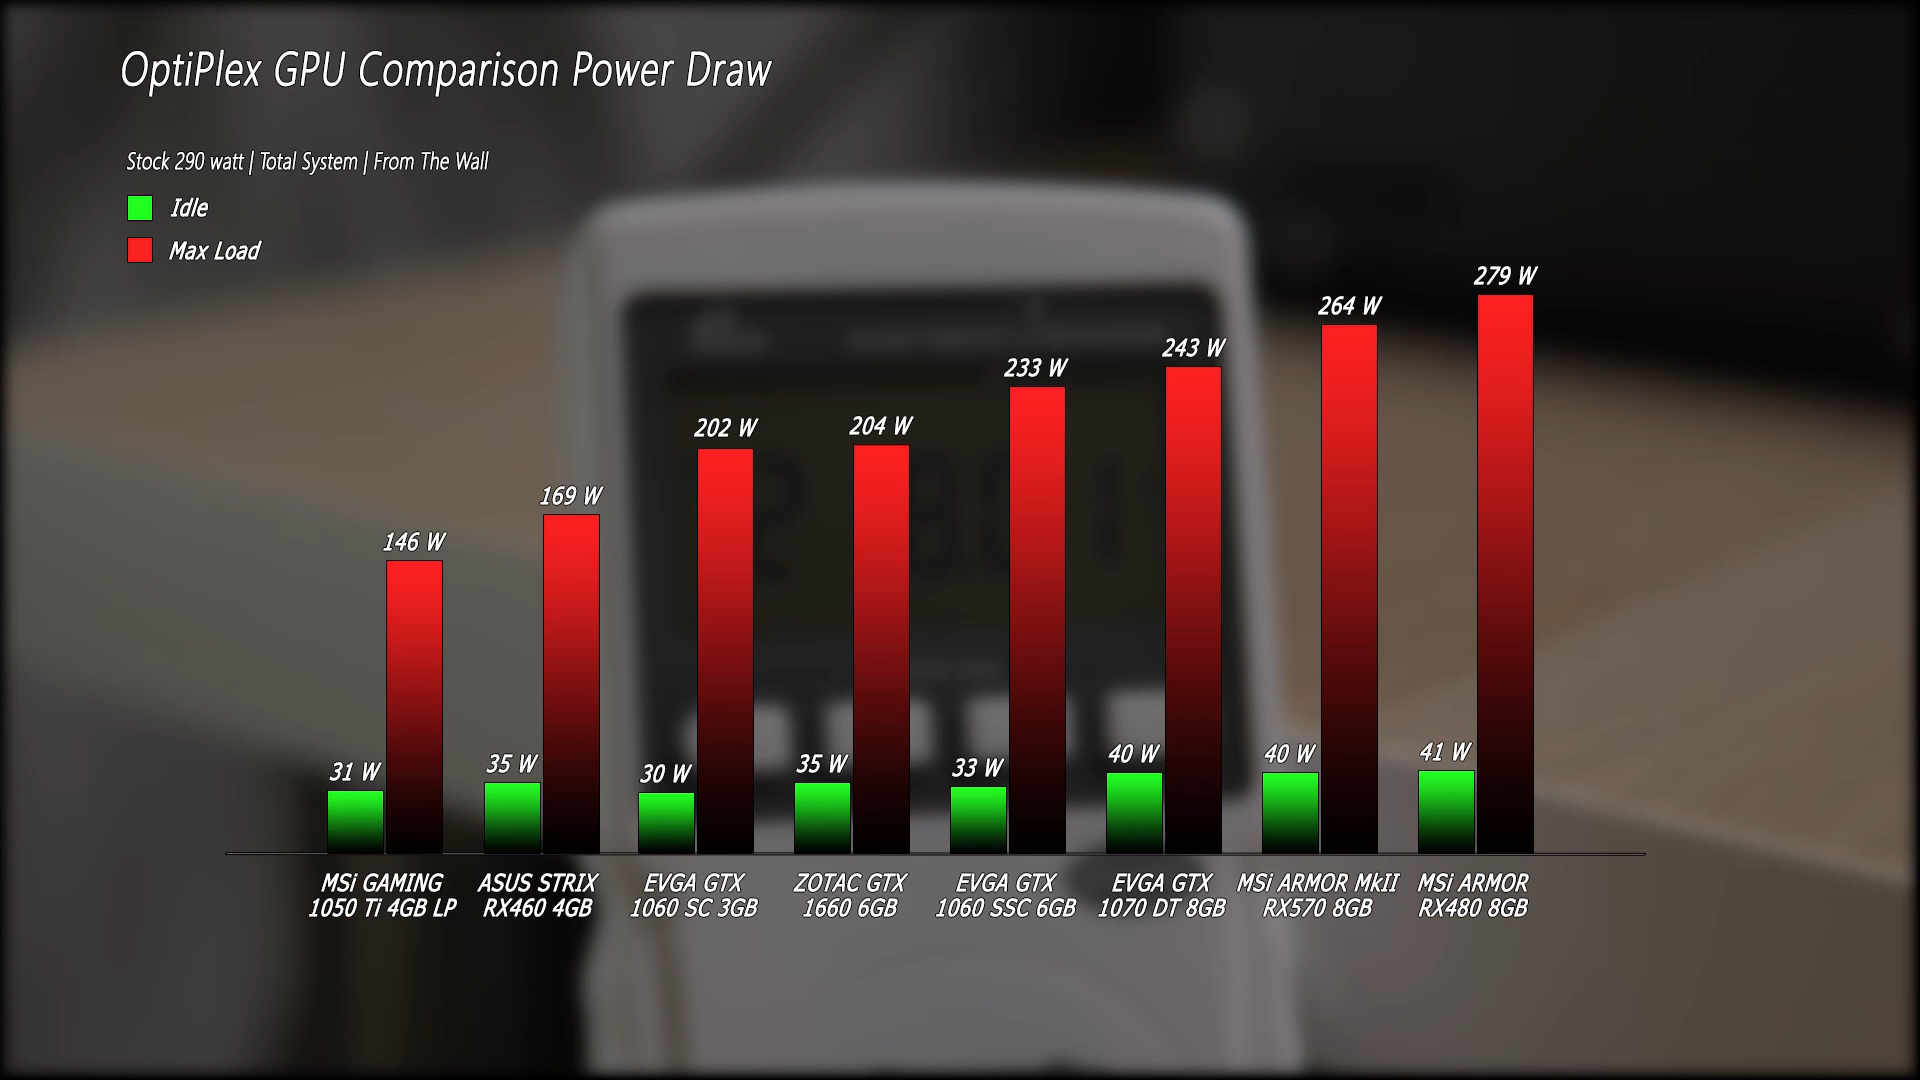 OptiPlex GPU Comparison Power Draw
Stock 290 watt | Total System | From The Wall
Idle
Max Load
31 W
146 W
35 W
169 W
30 W
202 W
35 W
204 W
33 W
233 W
40 W
243 W
40 W
264 W
41 W
279 W
MSi GAMING
1050 Ti 4GB LP
ASUS STRIX
RX460 4GB
EVGA GTX
1060 SC 3GB
ZOTAC GTX
1660 6GB
EVGA GTX
1060 SSC 6GB
EVGA GTX
1070 DT 8GB
MSi ARMOR MkII
RX570 8GB
MSi ARMOR
RX480 8GB